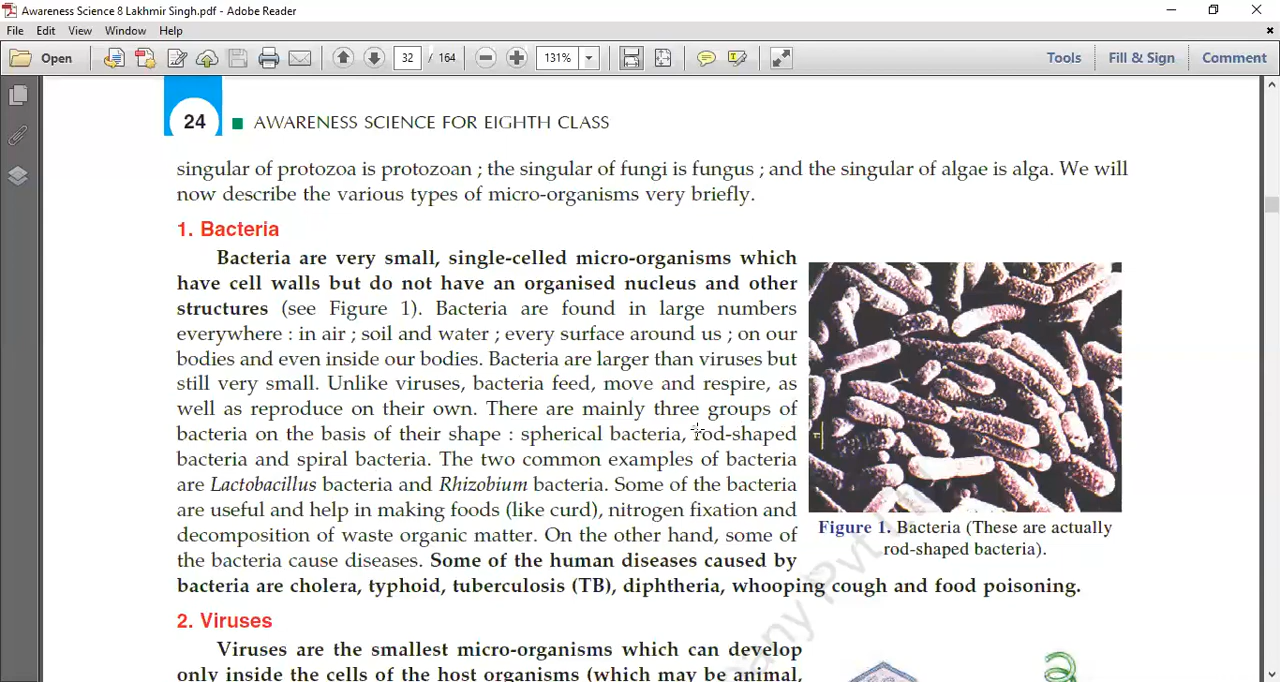 Awareness Science 8 Lakhmir Singh.pdf - Adobe Reader
File Edit View Window Help
Open 32 / 164 131% Tools Fill & Sign Comment
24 ■ AWARENESS SCIENCE FOR EIGHTH CLASS
singular of protozoa is protozoan ; the singular of fungi is fungus ; and the singular of algae is alga. We will
now describe the various types of micro-organisms very briefly.
1. Bacteria
Bacteria are very small, single-celled micro-organisms which
have cell walls but do not have an organised nucleus and other
structures (see Figure 1). Bacteria are found in large numbers
everywhere : in air ; soil and water ; every surface around us ; on our
bodies and even inside our bodies. Bacteria are larger than viruses but
still very small. Unlike viruses, bacteria feed, move and respire, as
well as reproduce on their own. There are mainly three groups of
bacteria on the basis of their shape : spherical bacteria, rod-shaped
bacteria and spiral bacteria. The two common examples of bacteria
are Lactobacillus bacteria and Rhizobium bacteria. Some of the bacteria
are useful and help in making foods (like curd), nitrogen fixation and
decomposition of waste organic matter. On the other hand, some of
the bacteria cause diseases. Some of the human diseases caused by
bacteria are cholera, typhoid, tuberculosis (TB), diphtheria, whooping cough and food poisoning.
Figure 1. Bacteria (These are actually
rod-shaped bacteria).
2. Viruses
Viruses are the smallest micro-organisms which can develop
only inside the cells of the host organisms (which may be animal,